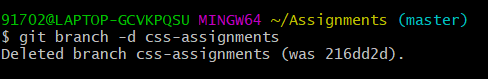 91702@LAPTOP-GCVKPQSU MINGW64 ~/Assignments (master)
$ git branch -d css-assignments
Deleted branch css-assignments (was 216dd2d).